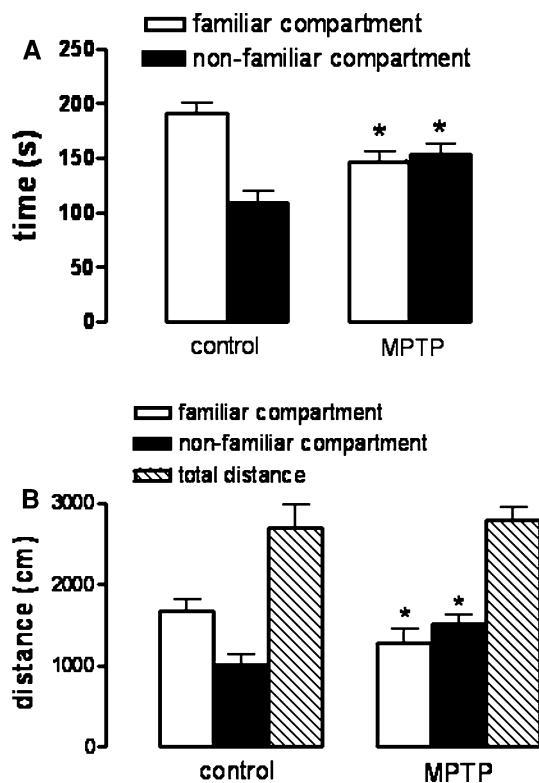 A
familiar compartment
non-familiar compartment
250
200
150
100
50
0
time (s)
* *
control MPTP
familiar compartment
non-familiar compartment
total distance
B
3000
2000
1000
0
distance (cm)
* *
control MPTP